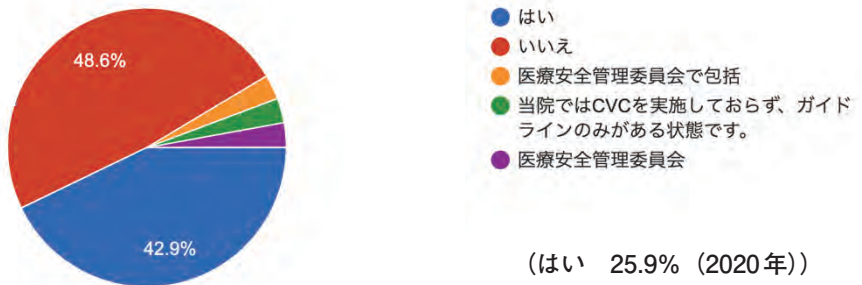 48.6%
42.9%
はい
いいえ
医療安全管理委員会で包括
当院ではCVCを実施しておらず、ガイド
ラインのみがある状態です。
医療安全管理委員会
（はい　25.9%（2020年））